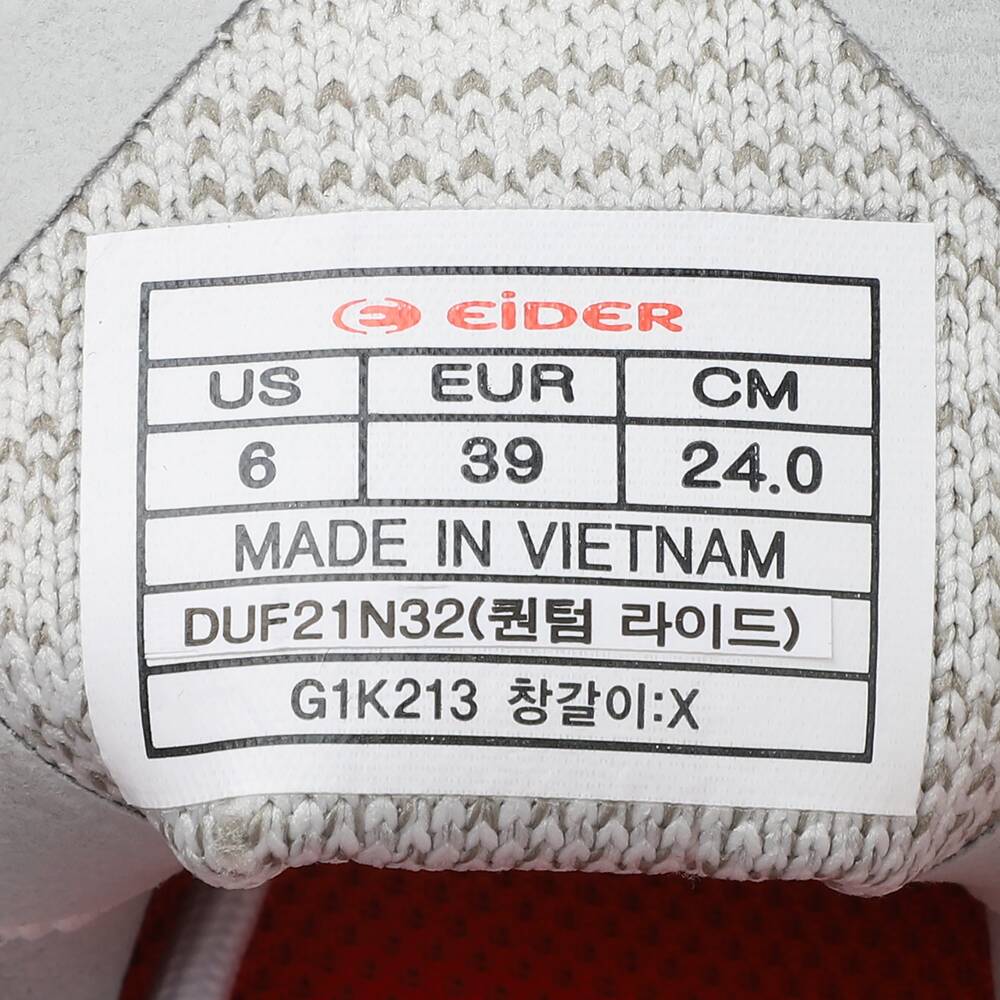 EiDER
US EUR CM
6 39 24.0
MADE IN VIETNAM
DUF21N32(퀀텀 라이드)
G1K213 창갈이:X